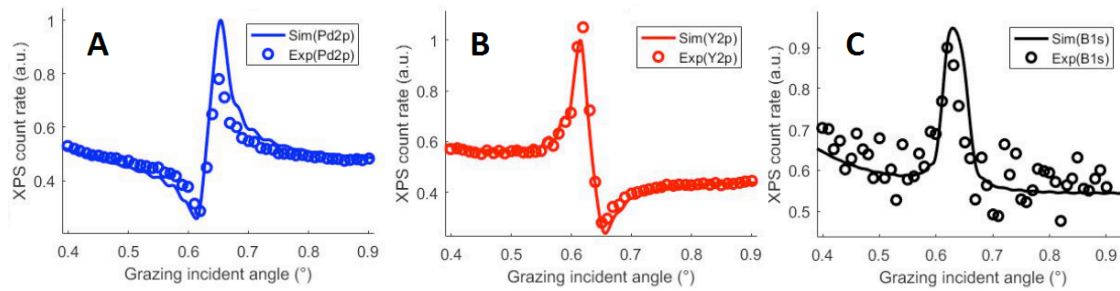 A
Sim(Pd2p)
Exp(Pd2p)
XPS count rate (a.u.)
1
0.8
0.6
0.4
0.4 0.5 0.6 0.7 0.8 0.9
Grazing incident angle (°)
B
Sim(Y2p)
Exp(Y2p)
XPS count rate (a.u.)
1
0.8
0.6
0.4
0.4 0.5 0.6 0.7 0.8 0.9
Grazing incident angle (°)
C
Sim(B1s)
Exp(B1s)
XPS count rate (a.u.)
0.9
0.8
0.7
0.6
0.5
0.4 0.5 0.6 0.7 0.8 0.9
Grazing incident angle (°)